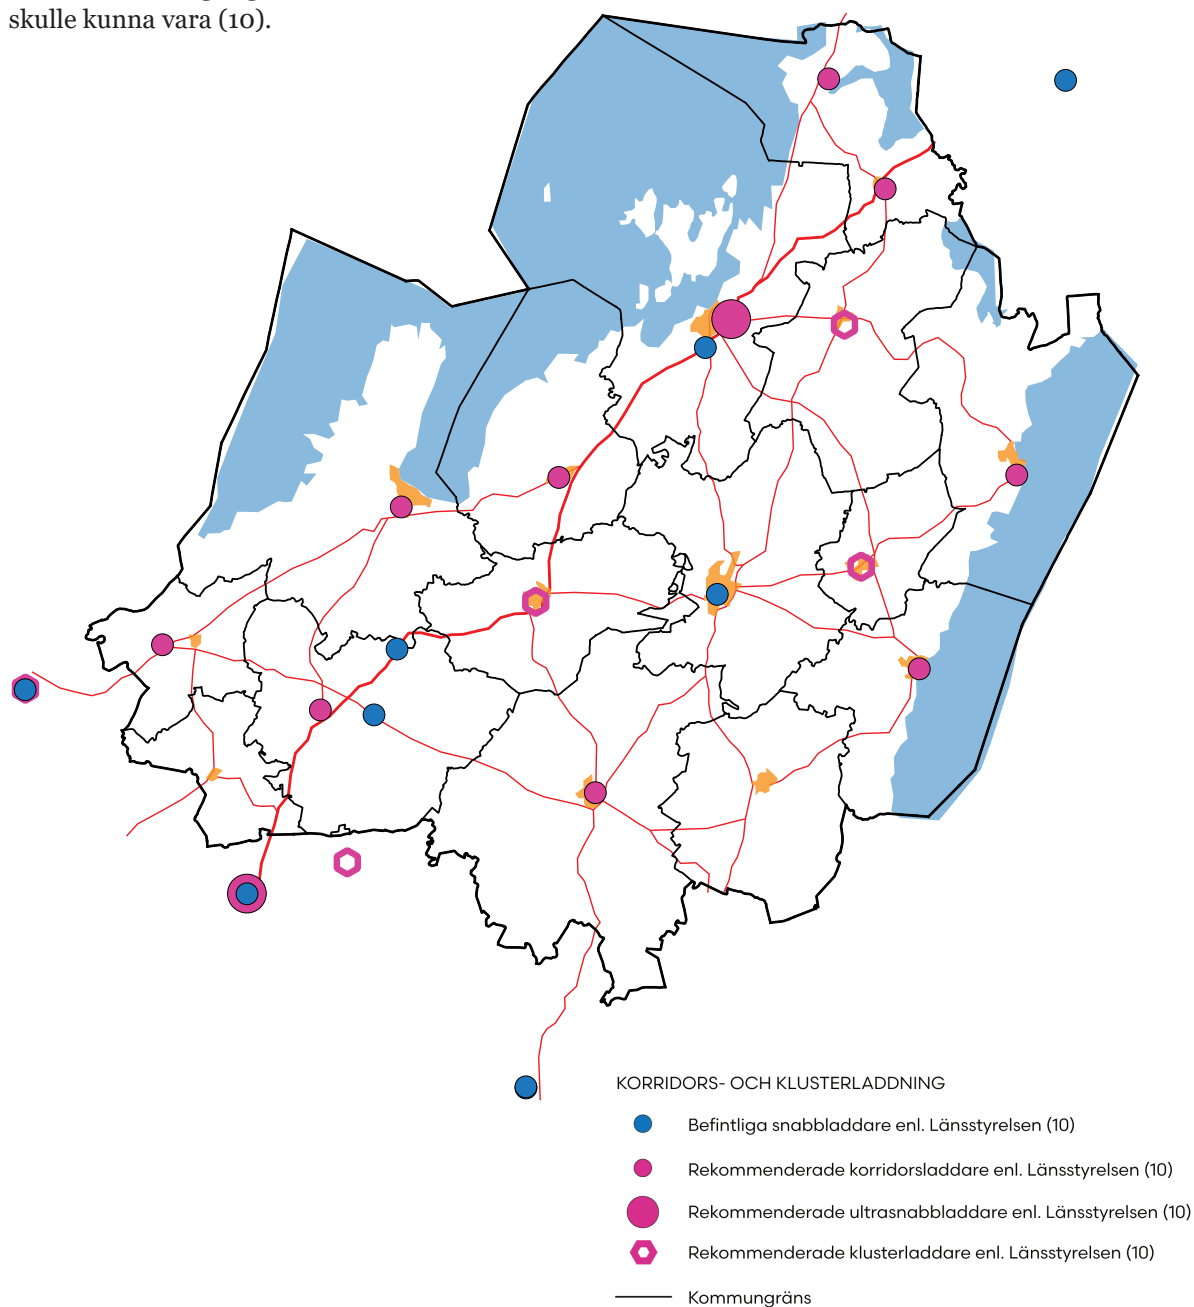 skulle kunna vara (10).
KORRIDORS- OCH KLUSTERLADDNING
Befintliga snabbladdare enl. Länsstyrelsen (10)
Rekommenderade korridorsladdare enl. Länsstyrelsen (10)
Rekommenderade ultrasnabbladdare enl. Länsstyrelsen (10)
Rekommenderade klusterladdare enl. Länsstyrelsen (10)
Kommungräns